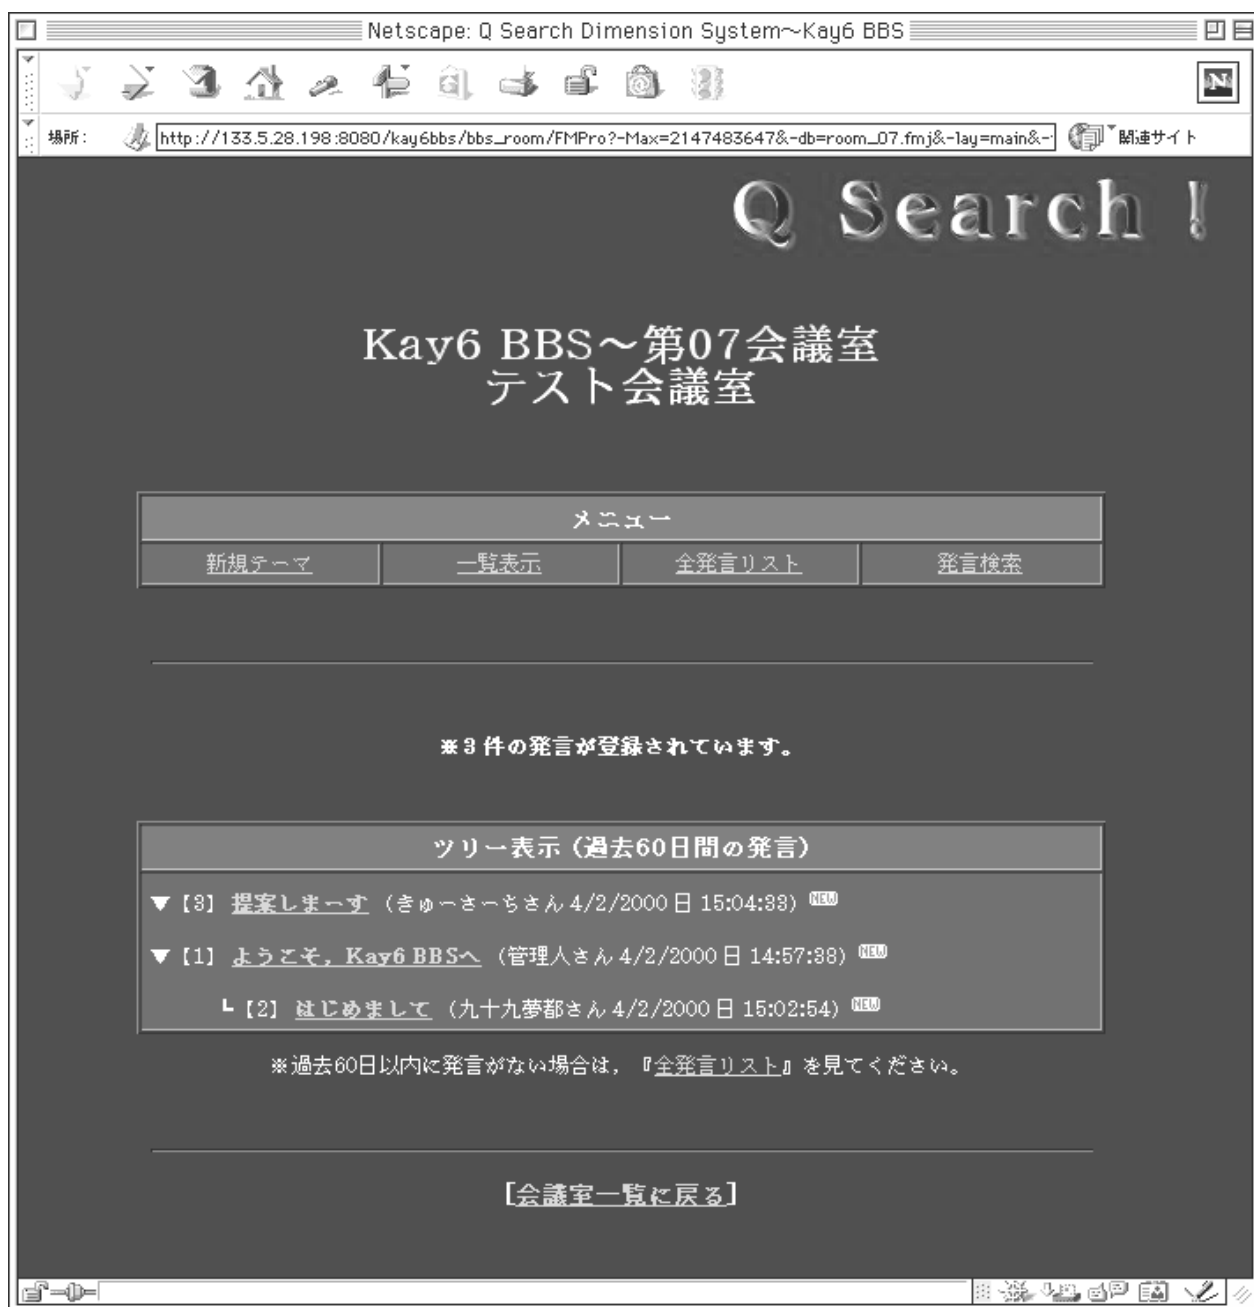 Netscape: Q Search Dimension System～Kay6 BBS
場所： http://133.5.28.198:8080/kay6bbs/bbs_room/FMPro?-Max=2147483647&-db=room_07.fmj&-lay=main&- 関連サイト
Q Search !
Kay6 BBS～第07会議室
テスト会議室
メニュー
新規テーマ 一覧表示 全発言リスト 発言検索
※3件の発言が登録されています。
ツリー表示（過去60日間の発言）
▼【3】 提案しまーす （きゅーさーちさん 4/2/2000 日 15:04:33） NEW
▼【1】 ようこそ，Kay6 BBSへ （管理人さん 4/2/2000 日 14:57:38） NEW
┗【2】 はじめまして （九十九夢都さん 4/2/2000 日 15:02:54） NEW
※過去60日以内に発言がない場合は，『全発言リスト』を見てください。
[会議室一覧に戻る]